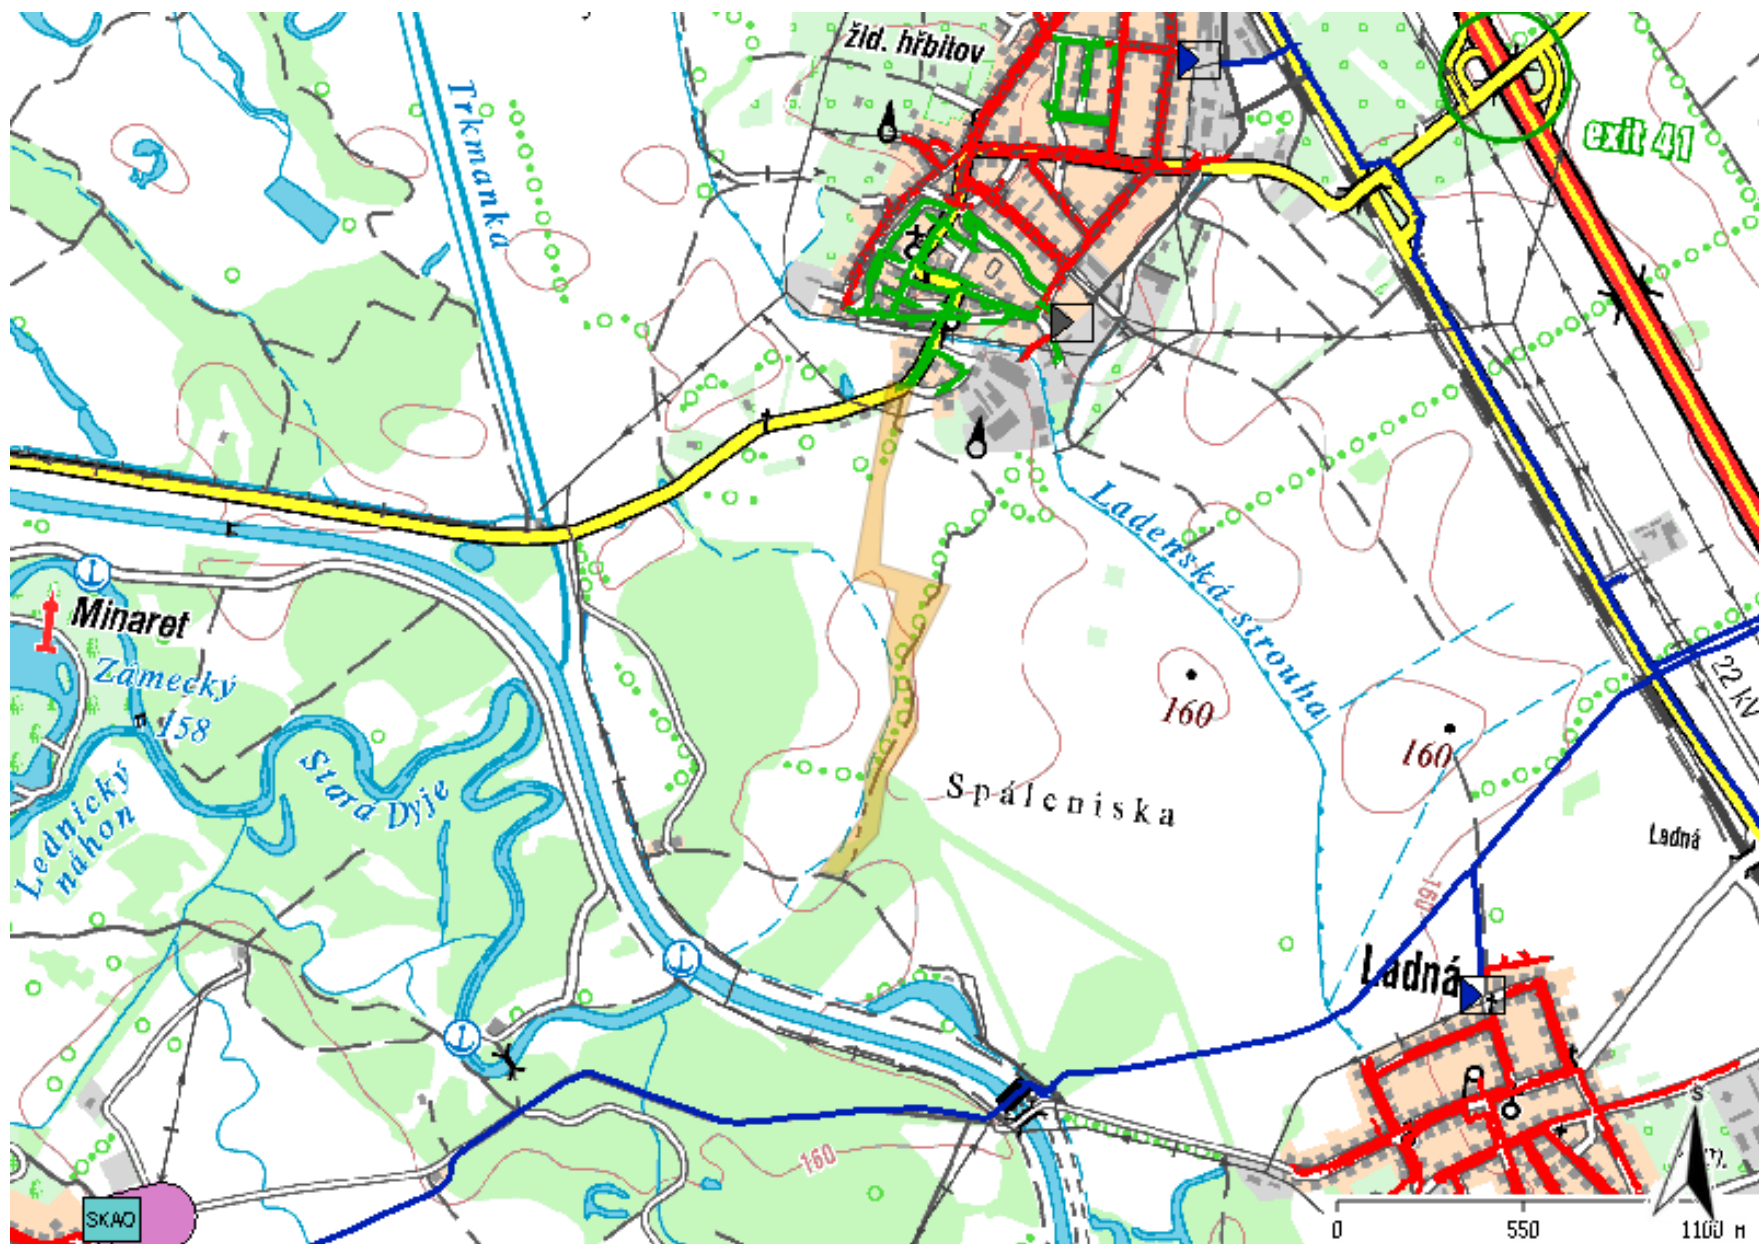 žid. hřbitov
Trkmanka
exit 41
Ladenská strouha
Minaret
Zámecký
158
Stará Dyje
Lednický
náhon
160
160
Spáleniska
22 kV
Ladná
160
Ladná
160
SKAO
S
0 550 1100 M